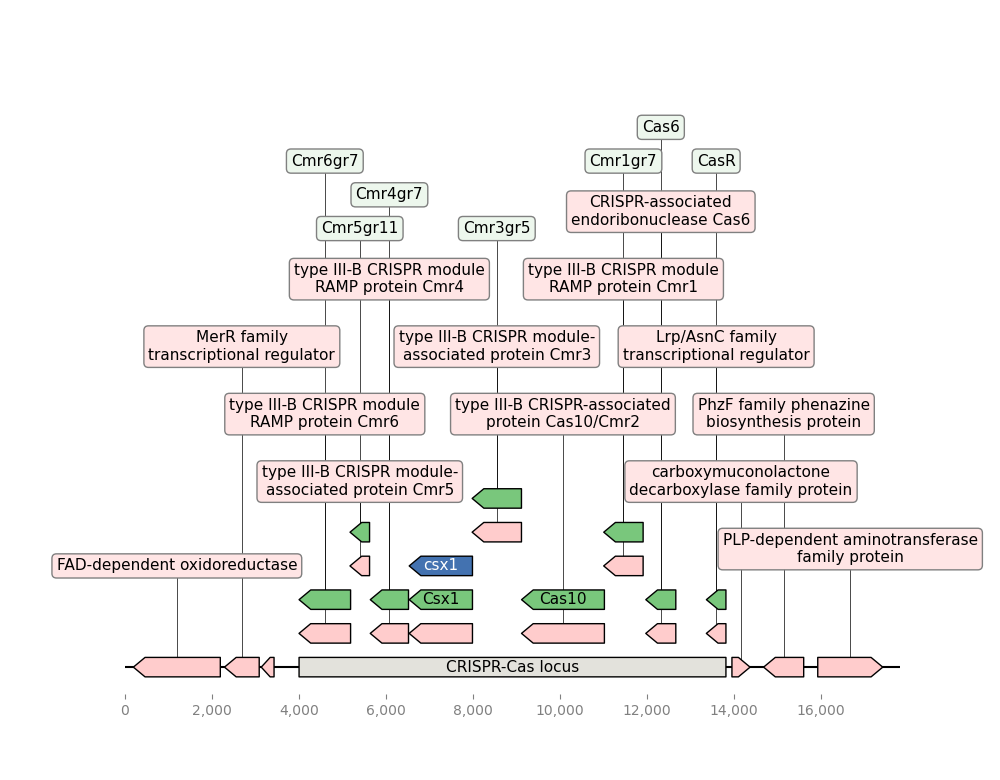 Cas6
Cmr6gr7
Cmr1gr7
CasR
Cmr4gr7
CRISPR-associated
endoribonuclease Cas6
Cmr5gr11
Cmr3gr5
type III-B CRISPR module
RAMP protein Cmr4
type III-B CRISPR module
RAMP protein Cmr1
MerR family
transcriptional regulator
type III-B CRISPR module-
associated protein Cmr3
Lrp/AsnC family
transcriptional regulator
type III-B CRISPR module
RAMP protein Cmr6
type III-B CRISPR-associated
protein Cas10/Cmr2
PhzF family phenazine
biosynthesis protein
type III-B CRISPR module-
associated protein Cmr5
carboxymuconolactone
decarboxylase family protein
PLP-dependent aminotransferase
family protein
FAD-dependent oxidoreductase
csx1
Csx1
Cas10
CRISPR-Cas locus
0 2,000 4,000 6,000 8,000 10,000 12,000 14,000 16,000